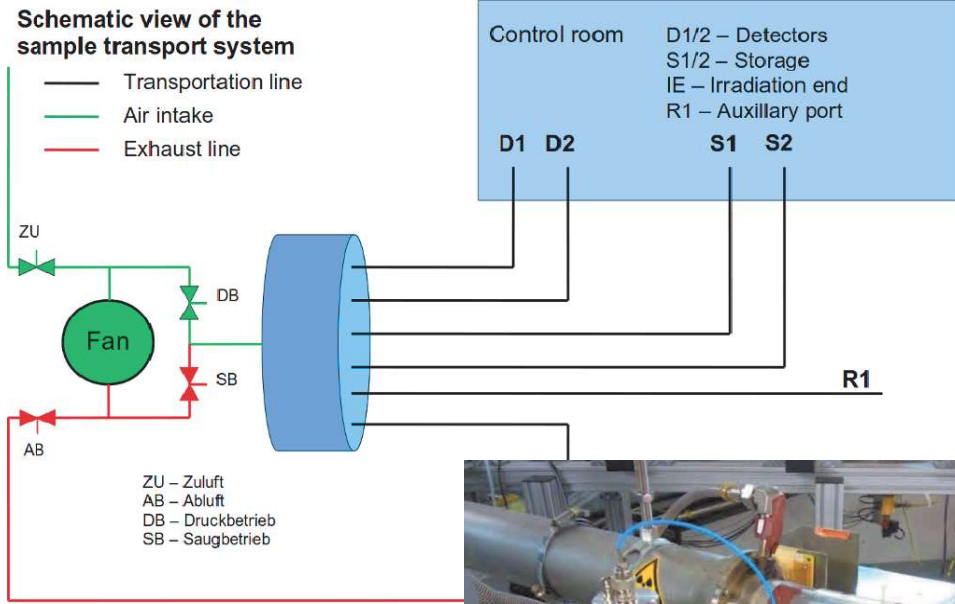 Schematic view of the
sample transport system
Transportation line
Air intake
Exhaust line
Control room
D1/2 – Detectors
S1/2 – Storage
IE – Irradiation end
R1 – Auxillary port
D1 D2 S1 S2
ZU
DB
Fan
SB
R1
AB
ZU – Zuluft
AB – Abluft
DB – Druckbetrieb
SB – Saugbetrieb